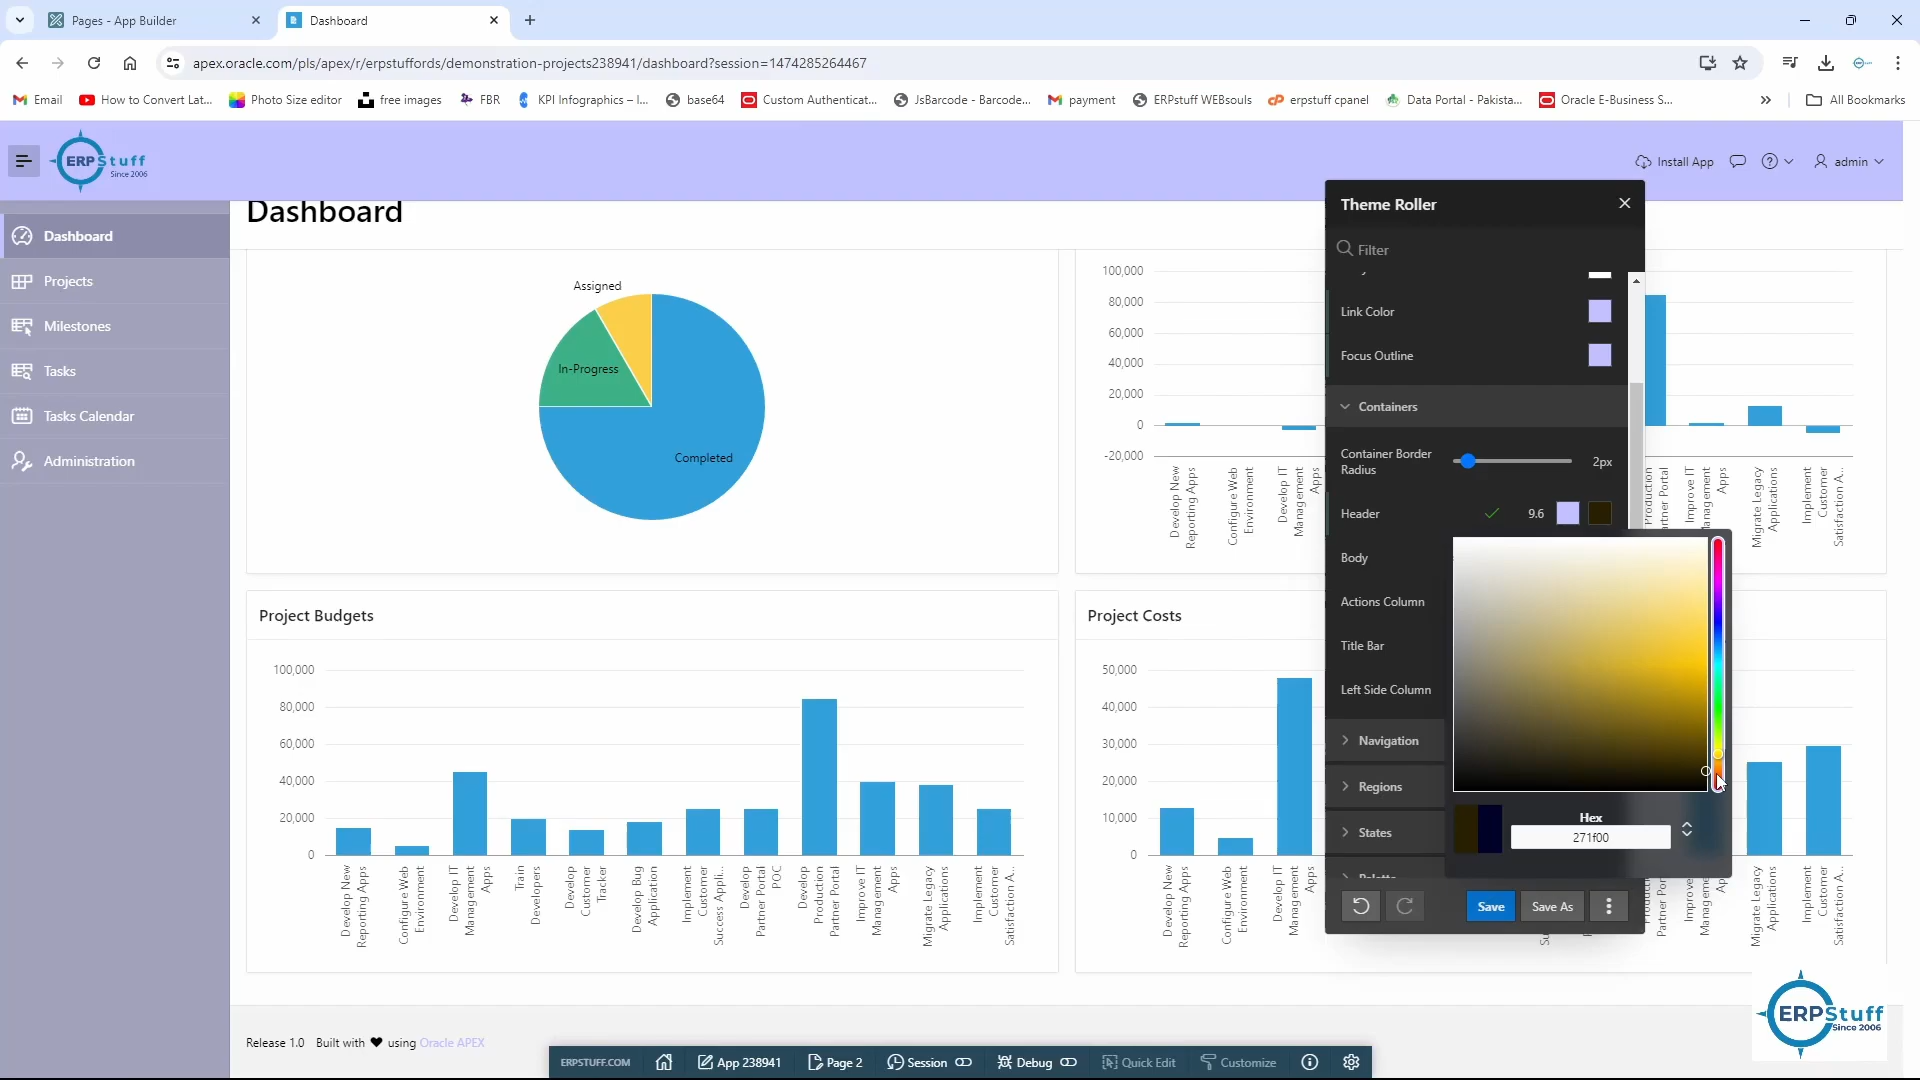 Pages - App Builder
Dashboard
apex.oracle.com/pls/apex/r/erpstuffords/demonstration-projects238941/dashboard?session=1474285264467
Email
How to Convert Lat...
Photo Size editor
free images
FBR
KPI Infographics – I...
base64
Custom Authenticat...
JsBarcode - Barcode...
payment
ERPstuff WEBsouls
erpstuff cpanel
Data Portal - Pakista...
Oracle E-Business S...
All Bookmarks
ERPStuff
Since 2006
Install App
admin
Dashboard
Projects
Milestones
Tasks
Tasks Calendar
Administration
Dashboard
Assigned
In-Progress
Completed
100,000
80,000
60,000
40,000
20,000
0
-20,000
Develop New
Reporting Apps
Configure Web
Environment
Develop IT
Management
Apps
Production
Partner Portal
Improve IT
Management
Apps
Migrate Legacy
Applications
Implement
Customer
Satisfaction A...
Theme Roller
Filter
Link Color
Focus Outline
Containers
Container Border
Radius
2px
Header
9.6
Body
Actions Column
Title Bar
Left Side Column
Navigation
Regions
States
Hex
271f00
Save
Save As
Project Budgets
100,000
80,000
60,000
40,000
20,000
0
Develop New
Reporting Apps
Configure Web
Environment
Develop IT
Management
Apps
Train
Developers
Develop
Customer
Tracker
Develop Bug
Application
Implement
Customer
Success Appli...
Develop
Partner Portal
POC
Develop
Production
Partner Portal
Improve IT
Management
Apps
Migrate Legacy
Applications
Implement
Customer
Satisfaction A...
Project Costs
50,000
40,000
30,000
20,000
10,000
0
Develop New
Reporting Apps
Configure Web
Environment
Develop IT
Management
Apps
Migrate Legacy
Applications
Implement
Customer
Satisfaction A...
Release 1.0
Built with ♥ using Oracle APEX
ERPSTUFF.COM
App 238941
Page 2
Session
Debug
Quick Edit
Customize
ERPStuff
Since 2006